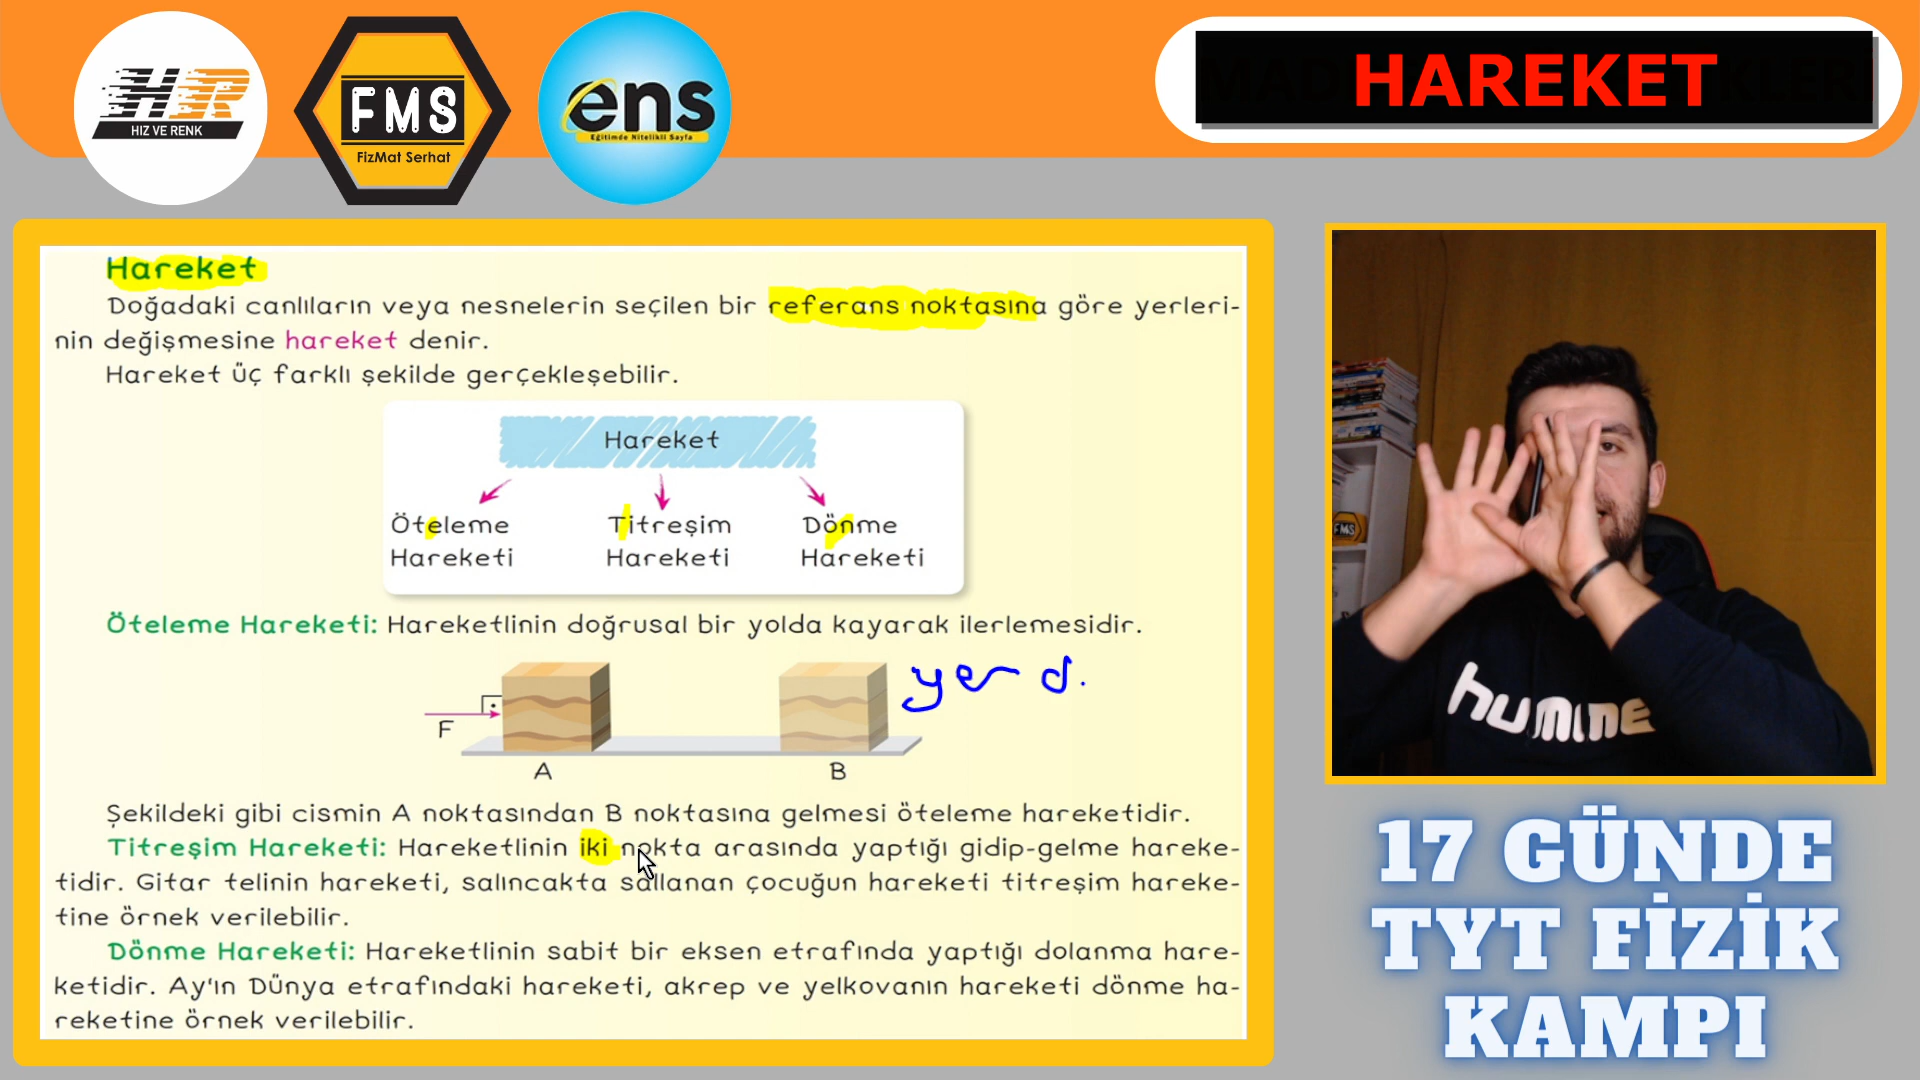 HIZ VE RENK
FMS
FizMat Serhat
ens
Eğitimde Nitelikli Sayfa
HAREKET
Hareket
Doğadaki canlıların veya nesnelerin seçilen bir referans noktasına göre yerleri-
nin değişmesine hareket denir.
Hareket üç farklı şekilde gerçekleşebilir.
Hareket
Öteleme Hareketi
Titreşim Hareketi
Dönme Hareketi
Öteleme Hareketi: Hareketlinin doğrusal bir yolda kayarak ilerlemesidir.
yer d.
F
A
B
Şekildeki gibi cismin A noktasından B noktasına gelmesi öteleme hareketidir.
Titreşim Hareketi: Hareketlinin iki nokta arasında yaptığı gidip-gelme hareke-
tidir. Gitar telinin hareketi, salıncakta sallanan çocuğun hareketi titreşim hareke-
tine örnek verilebilir.
Dönme Hareketi: Hareketlinin sabit bir eksen etrafında yaptığı dolanma hare-
ketidir. Ay'ın Dünya etrafındaki hareketi, akrep ve yelkovanın hareketi dönme ha-
reketine örnek verilebilir.
FMS
17 GÜNDE
TYT FİZİK
KAMPI